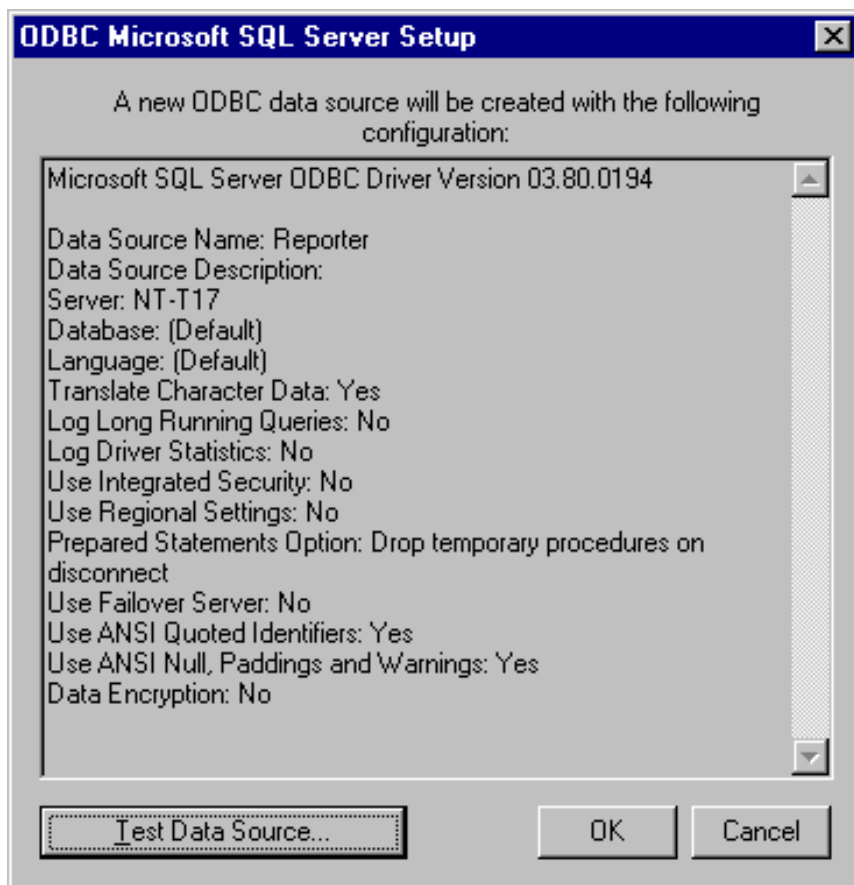 ODBC Microsoft SQL Server Setup
A new ODBC data source will be created with the following
configuration:
Microsoft SQL Server ODBC Driver Version 03.80.0194
Data Source Name: Reporter
Data Source Description:
Server: NT-T17
Database: (Default)
Language: (Default)
Translate Character Data: Yes
Log Long Running Queries: No
Log Driver Statistics: No
Use Integrated Security: No
Use Regional Settings: No
Prepared Statements Option: Drop temporary procedures on
disconnect
Use Failover Server: No
Use ANSI Quoted Identifiers: Yes
Use ANSI Null, Paddings and Warnings: Yes
Data Encryption: No
Test Data Source...
OK
Cancel